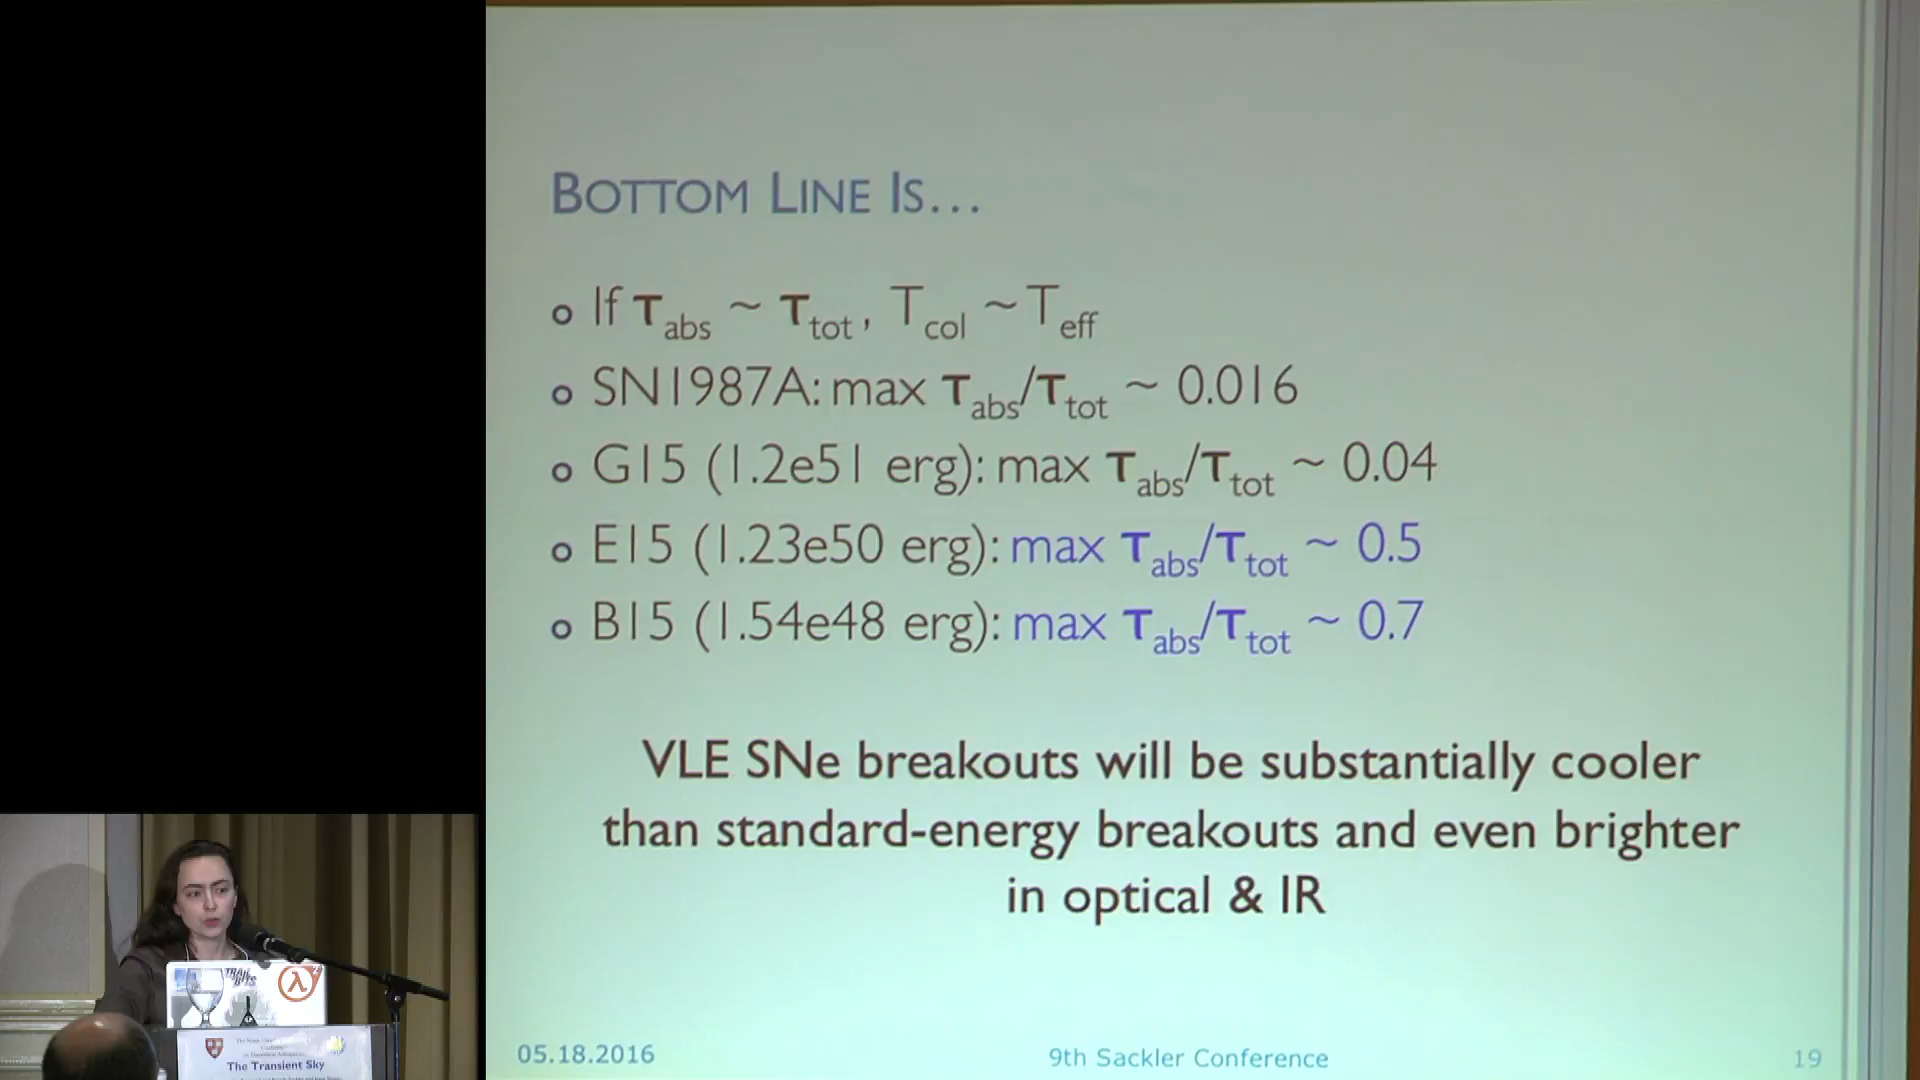 BOTTOM LINE IS...
If τabs ~ τtot, Tcol ~Teff
SN1987A: max τabs/τtot ~ 0.016
G15 (1.2e51 erg): max τabs/τtot ~ 0.04
E15 (1.23e50 erg): max τabs/τtot ~ 0.5
B15 (1.54e48 erg): max τabs/τtot ~ 0.7
VLE SNe breakouts will be substantially cooler
than standard-energy breakouts and even brighter
in optical & IR
05.18.2016
9th Sackler Conference
19
λ2
The Transient Sky